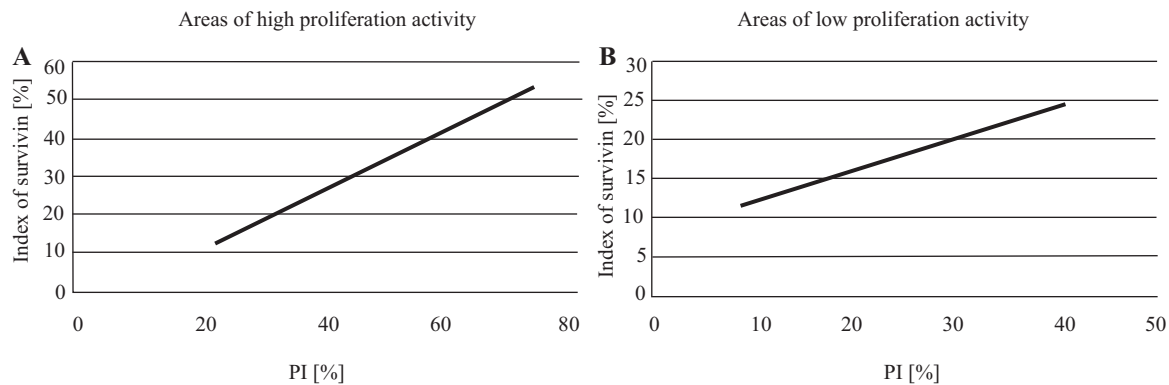 Areas of high proliferation activity
A
Index of survivin [%]
60
50
40
30
20
10
0
0 20 40 60 80
PI [%]
Areas of low proliferation activity
B
Index of survivin [%]
30
25
20
15
10
5
0
0 10 20 30 40 50
PI [%]